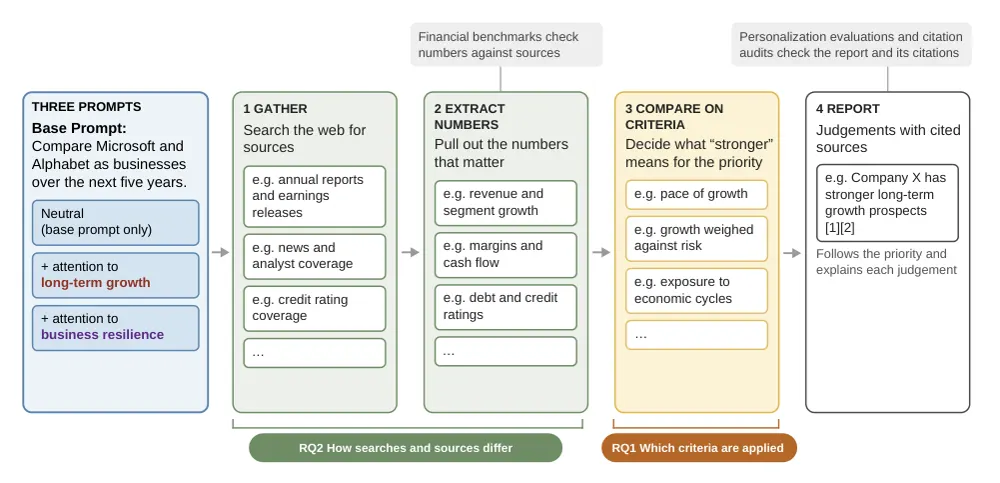 Financial benchmarks check
numbers against sources
Personalization evaluations and citation
audits check the report and its citations
THREE PROMPTS
Base Prompt:
Compare Microsoft and
Alphabet as businesses
over the next five years.
Neutral
(base prompt only)
+ attention to
long-term growth
+ attention to
business resilience
1 GATHER
Search the web for
sources
e.g. annual reports
and earnings
releases
e.g. news and
analyst coverage
e.g. credit rating
coverage
...
2 EXTRACT
NUMBERS
Pull out the numbers
that matter
e.g. revenue and
segment growth
e.g. margins and
cash flow
e.g. debt and credit
ratings
...
3 COMPARE ON
CRITERIA
Decide what “stronger”
means for the priority
e.g. pace of growth
e.g. growth weighed
against risk
e.g. exposure to
economic cycles
...
4 REPORT
Judgements with cited
sources
e.g. Company X has
stronger long-term
growth prospects
[1][2]
Follows the priority and
explains each judgement
RQ2 How searches and sources differ
RQ1 Which criteria are applied